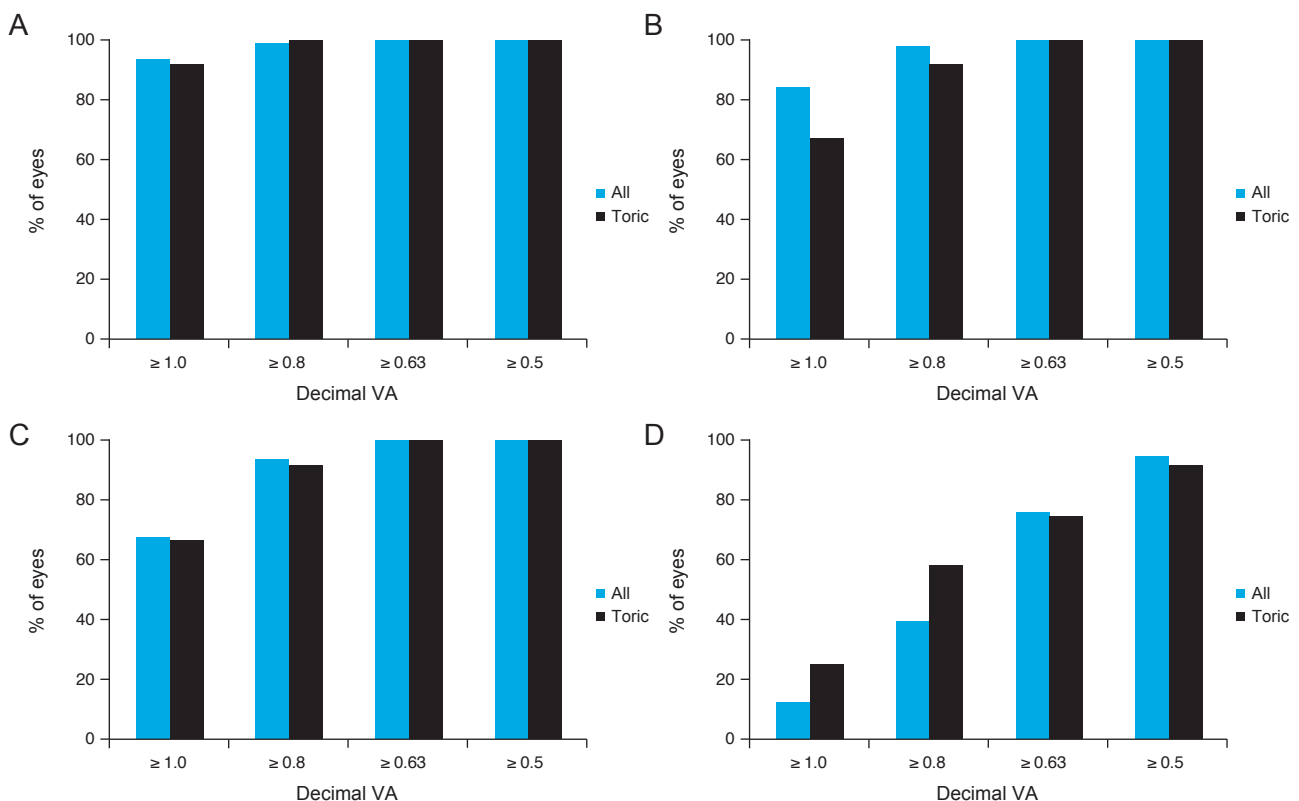 A
% of eyes
100
80
60
40
20
0
≥ 1.0
≥ 0.8
≥ 0.63
≥ 0.5
Decimal VA
All
Toric
B
% of eyes
100
80
60
40
20
0
≥ 1.0
≥ 0.8
≥ 0.63
≥ 0.5
Decimal VA
All
Toric
C
% of eyes
100
80
60
40
20
0
≥ 1.0
≥ 0.8
≥ 0.63
≥ 0.5
Decimal VA
All
Toric
D
% of eyes
100
80
60
40
20
0
≥ 1.0
≥ 0.8
≥ 0.63
≥ 0.5
Decimal VA
All
Toric